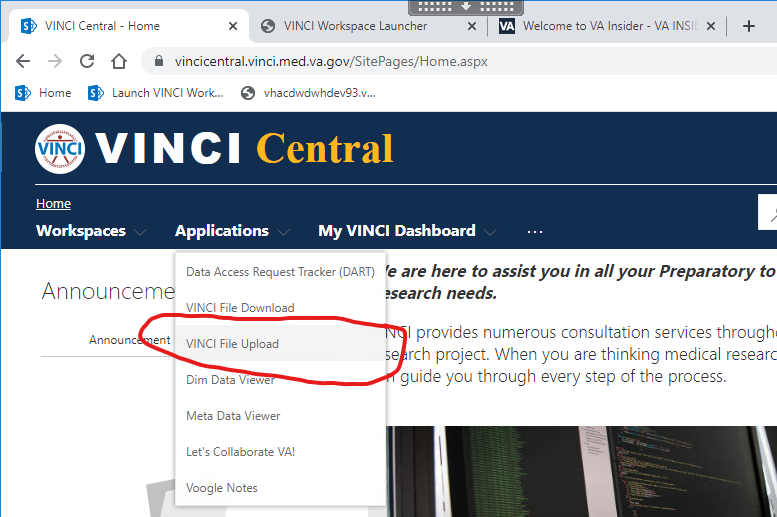 VINCI Central - Home
VINCI Workspace Launcher
Welcome to VA Insider - VA INSI
vincicentral.vinci.med.va.gov/SitePages/Home.aspx
Home
Launch VINCI Work...
vhacdwdwhdev93.v...
VINCI
VINCI Central
Home
Workspaces
Applications
My VINCI Dashboard
...
Data Access Request Tracker (DART)
e are here to assist you in all your Preparatory to
Announceme
VINCI File Download
esearch needs.
Announcement
VINCI File Upload
NCI provides numerous consultation services through
search project. When you are thinking medical researc
Dim Data Viewer
guide you through every step of the process.
Meta Data Viewer
Let's Collaborate VA!
Voogle Notes